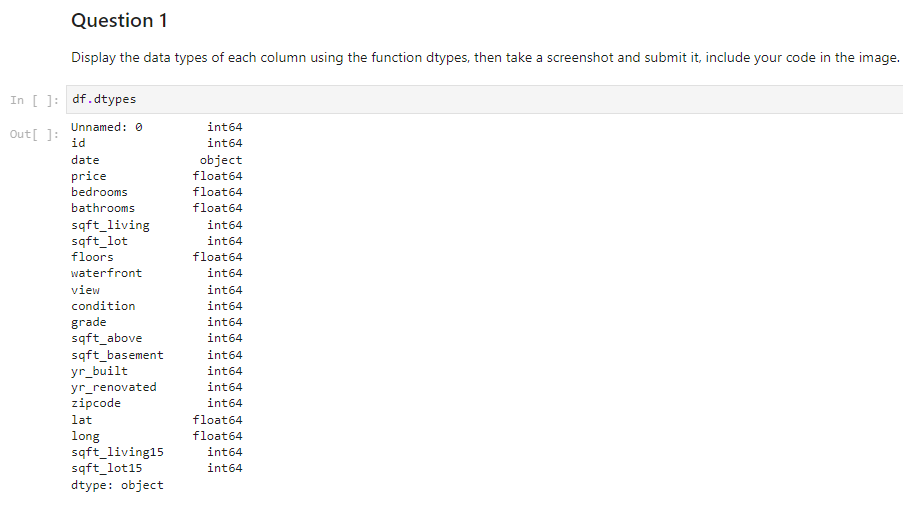 Question 1
Display the data types of each column using the function dtypes, then take a screenshot and submit it, include your code in the image.
In [ ]: df.dtypes
Out[ ]: Unnamed: 0 int64
id int64
date object
price float64
bedrooms float64
bathrooms float64
sqft_living int64
sqft_lot int64
floors float64
waterfront int64
view int64
condition int64
grade int64
sqft_above int64
sqft_basement int64
yr_built int64
yr_renovated int64
zipcode int64
lat float64
long float64
sqft_living15 int64
sqft_lot15 int64
dtype: object